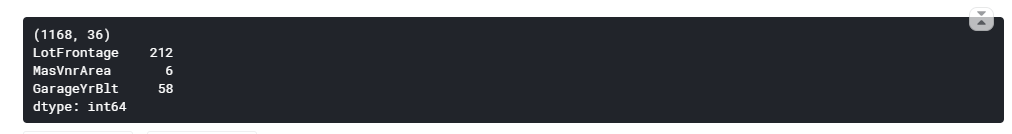 (1168, 36)
LotFrontage    212
MasVnrArea       6
GarageYrBlt     58
dtype: int64